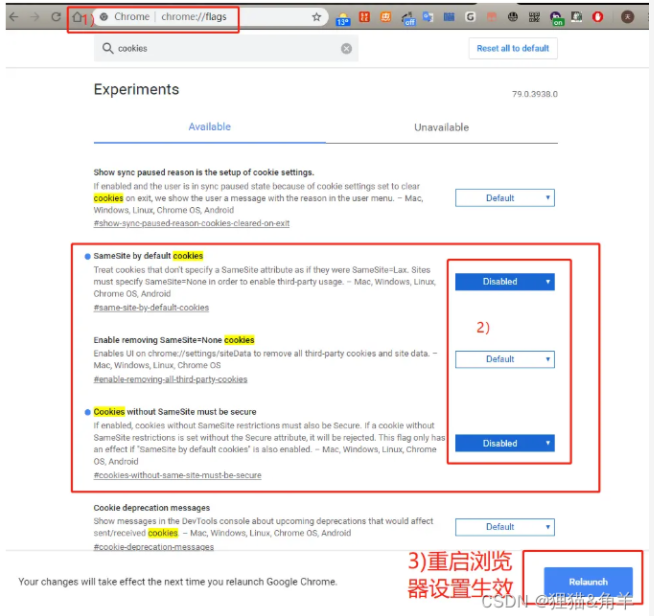 1)
Chrome | chrome://flags
13°
off
G
on
cookies
Reset all to default
Experiments
79.0.3938.0
Available
Unavailable
Show sync paused reason is the setup of cookie settings.
If enabled and the user is in sync paused state because of cookie settings set to clear
cookies on exit, we show the user a message with the reason in the user menu. – Mac,
Windows, Linux, Chrome OS, Android
#show-sync-paused-reason-cookies-cleared-on-exit
Default
SameSite by default cookies
Treat cookies that don't specify a SameSite attribute as if they were SameSite=Lax. Sites
must specify SameSite=None in order to enable third-party usage. – Mac, Windows, Linux,
Chrome OS, Android
#same-site-by-default-cookies
Disabled
2)
Enable removing SameSite=None cookies
Enables UI on chrome://settings/siteData to remove all third-party cookies and site data. –
Mac, Windows, Linux, Chrome OS
#enable-removing-all-third-party-cookies
Default
Cookies without SameSite must be secure
If enabled, cookies without SameSite restrictions must also be Secure. If a cookie without
SameSite restrictions is set without the Secure attribute, it will be rejected. This flag only has
an effect if "SameSite by default cookies" is also enabled. – Mac, Windows, Linux, Chrome
OS, Android
#cookies-without-same-site-must-be-secure
Disabled
Cookie deprecation messages
Show messages in the DevTools console about upcoming deprecations that would affect
sent/received cookies. – Mac, Windows, Linux, Chrome OS, Android
#cookie-deprecation-messages
Default
3)重启浏览
器设置生效
Your changes will take effect the next time you relaunch Google Chrome.
Relaunch
CSDN @狸猫&角羊